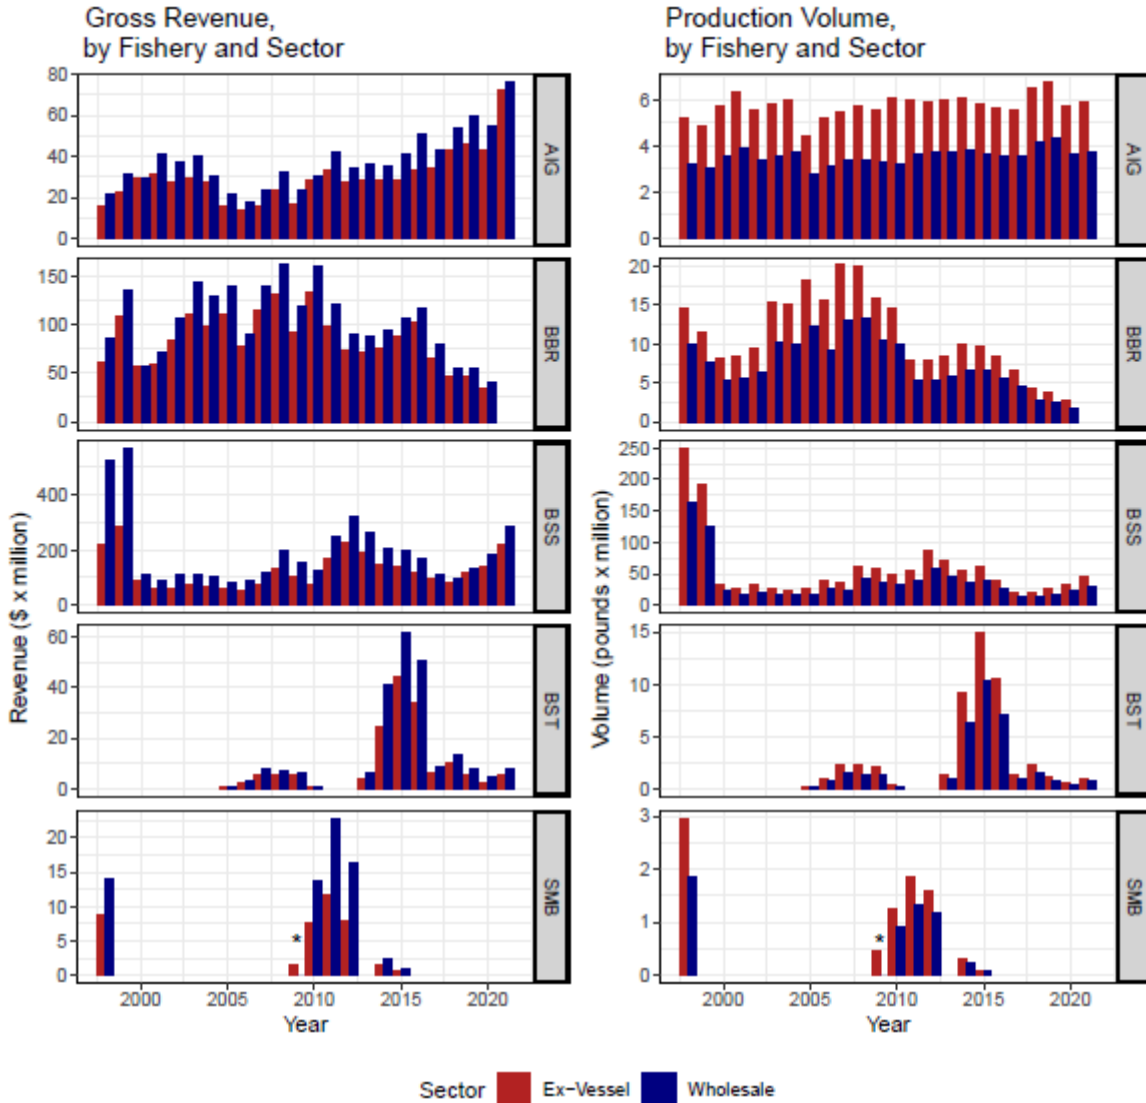 Gross Revenue,
by Fishery and Sector
Revenue ($ x million)
80
60
40
20
0
AIG
150
100
50
0
BBR
400
200
0
BSS
60
40
20
0
BST
20
15
10
5
0
*
SMB
2000 2005 2010 2015 2020
Year
Production Volume,
by Fishery and Sector
Volume (pounds x million)
6
4
2
0
AIG
20
15
10
5
0
BBR
250
200
150
100
50
0
BSS
15
10
5
0
BST
3
2
1
0
*
SMB
2000 2005 2010 2015 2020
Year
Sector Ex-Vessel Wholesale